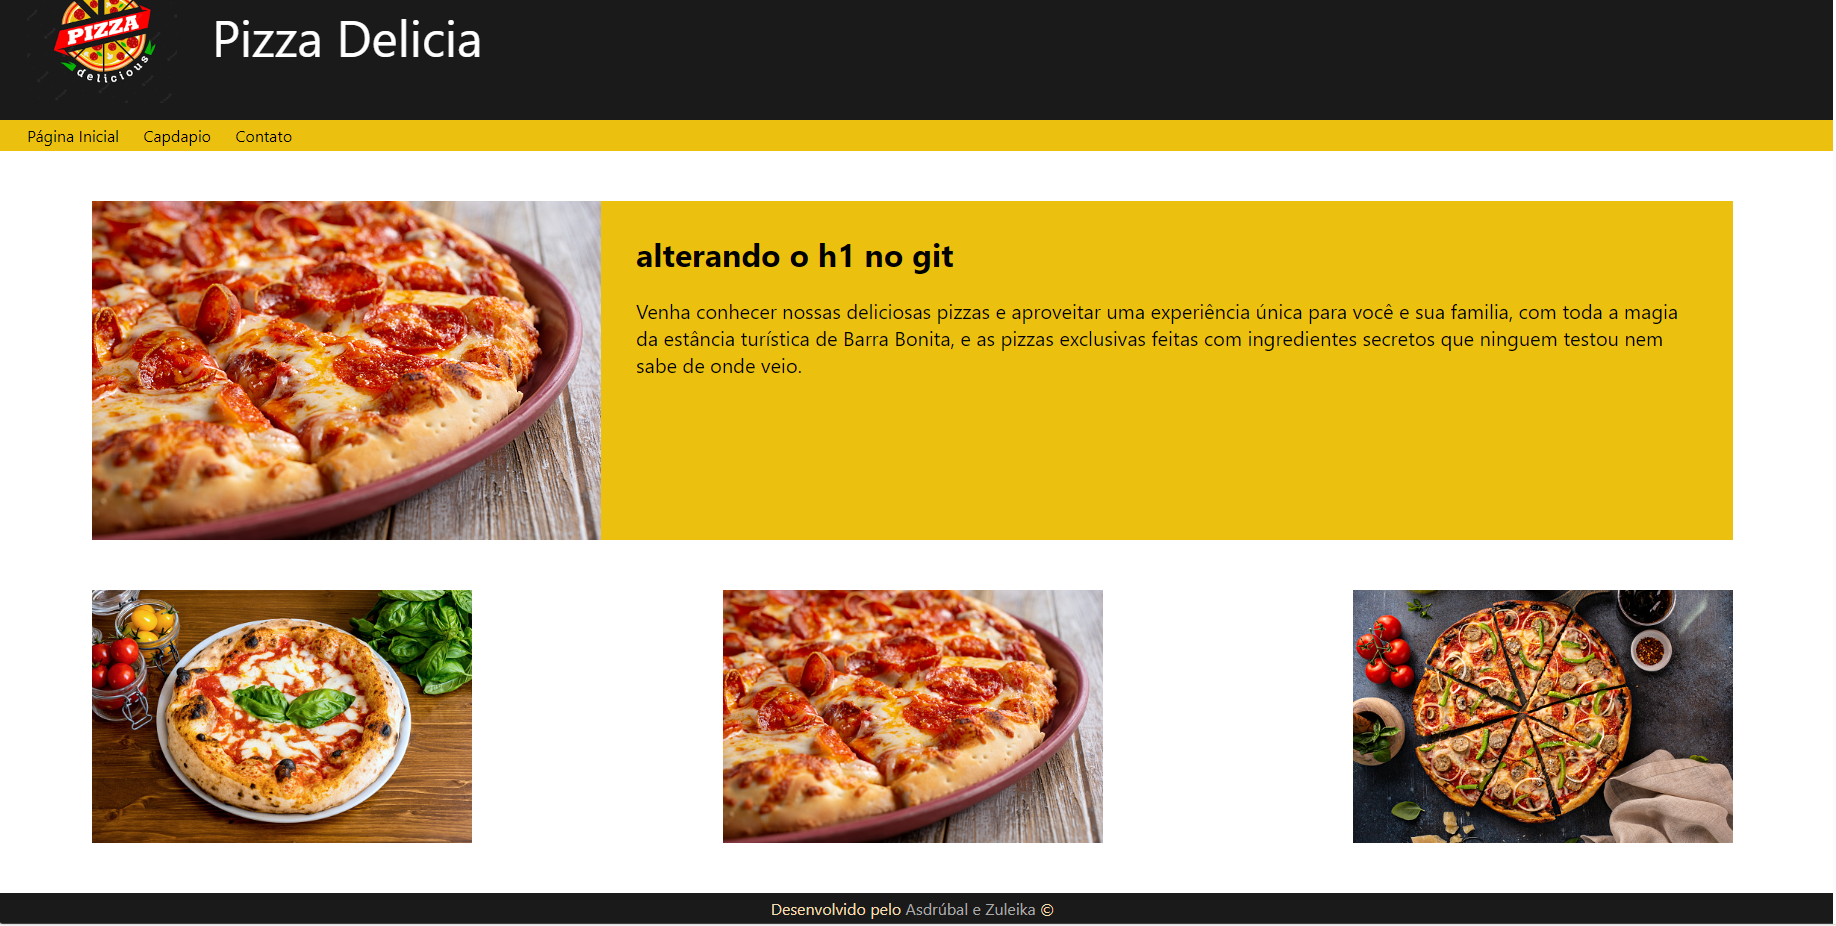 PIZZA
delicious
Pizza Delicia
Página Inicial Capdapio Contato
alterando o h1 no git
Venha conhecer nossas deliciosas pizzas e aproveitar uma experiência única para você e sua familia, com toda a magia
da estância turística de Barra Bonita, e as pizzas exclusivas feitas com ingredientes secretos que ninguem testou nem
sabe de onde veio.
Desenvolvido pelo Asdrúbal e Zuleika ©